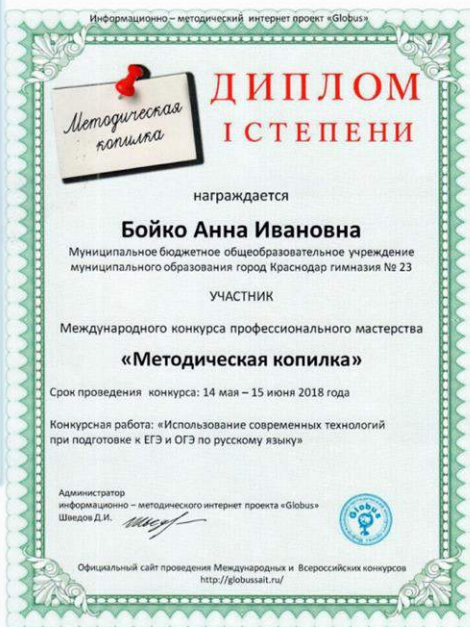 Информационно – методический интернет проект «Globus»
Методическая
копилка
ДИПЛОМ
I СТЕПЕНИ
награждается
Бойко Анна Ивановна
Муниципальное бюджетное общеобразовательное учреждение
муниципального образования город Краснодар гимназия № 23
УЧАСТНИК
Международного конкурса профессионального мастерства
«Методическая копилка»
Срок проведения конкурса: 14 мая – 15 июня 2018 года
Конкурсная работа: «Использование современных технологий
при подготовке к ЕГЭ и ОГЭ по русскому языку»
Администратор
информационно – методического интернет проекта «Globus»
Шведов Д.И.
Globus
Официальный сайт проведения Международных и Всероссийских конкурсов
http://globussait.ru/